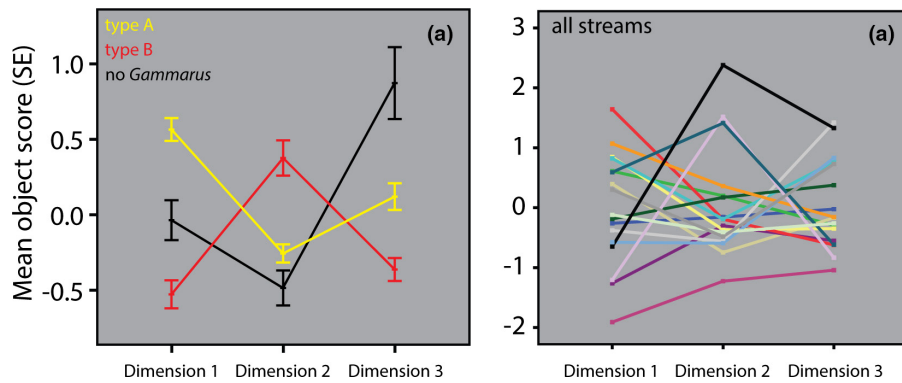 type A
type B
no Gammarus
(a)
Mean object score (SE)
1.0
0.5
0.0
-0.5
Dimension 1 Dimension 2 Dimension 3
all streams
(a)
3
2
1
0
-1
-2
Dimension 1 Dimension 2 Dimension 3